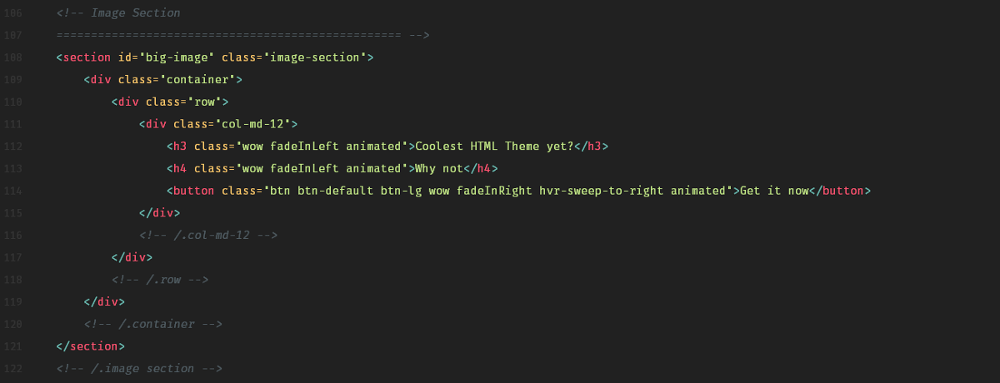 106 <!-- Image Section
107 ================================================== -->
108 <section id="big-image" class="image-section">
109 <div class="container">
110 <div class="row">
111 <div class="col-md-12">
112 <h3 class="wow fadeInLeft animated">Coolest HTML Theme yet?</h3>
113 <h4 class="wow fadeInLeft animated">Why not</h4>
114 <button class="btn btn-default btn-lg wow fadeInRight hvr-sweep-to-right animated">Get it now</button>
115 </div>
116 <!-- /.col-md-12 -->
117 </div>
118 <!-- /.row -->
119 </div>
120 <!-- /.container -->
121 </section>
122 <!-- /.image section -->